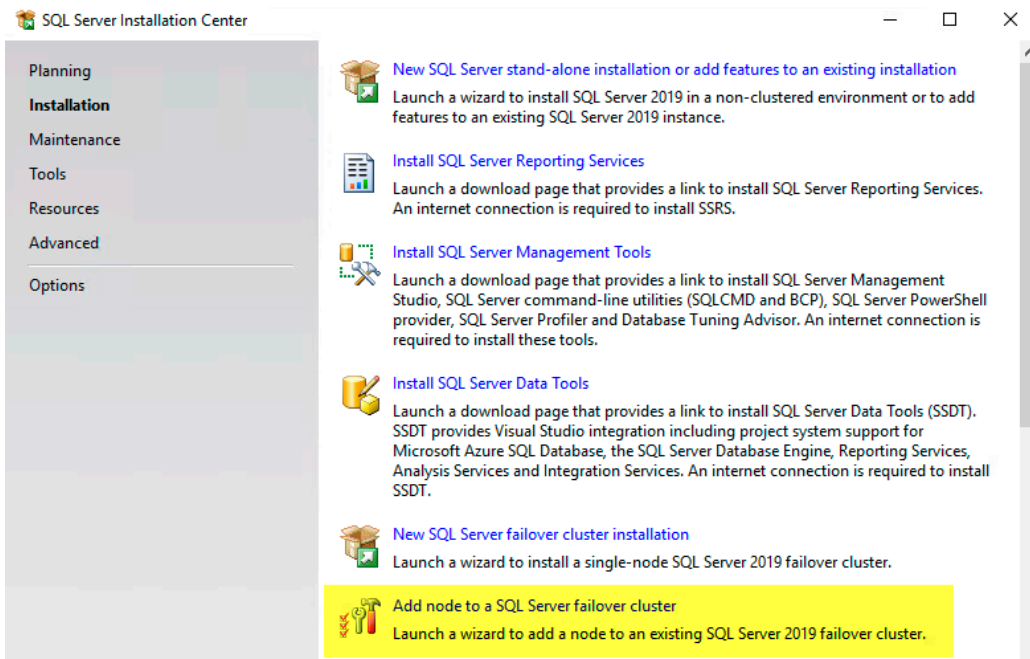 SQL Server Installation Center
Planning
Installation
Maintenance
Tools
Resources
Advanced
Options
New SQL Server stand-alone installation or add features to an existing installation
Launch a wizard to install SQL Server 2019 in a non-clustered environment or to add
features to an existing SQL Server 2019 instance.
Install SQL Server Reporting Services
Launch a download page that provides a link to install SQL Server Reporting Services.
An internet connection is required to install SSRS.
Install SQL Server Management Tools
Launch a download page that provides a link to install SQL Server Management
Studio, SQL Server command-line utilities (SQLCMD and BCP), SQL Server PowerShell
provider, SQL Server Profiler and Database Tuning Advisor. An internet connection is
required to install these tools.
Install SQL Server Data Tools
Launch a download page that provides a link to install SQL Server Data Tools (SSDT).
SSDT provides Visual Studio integration including project system support for
Microsoft Azure SQL Database, the SQL Server Database Engine, Reporting Services,
Analysis Services and Integration Services. An internet connection is required to install
SSDT.
New SQL Server failover cluster installation
Launch a wizard to install a single-node SQL Server 2019 failover cluster.
Add node to a SQL Server failover cluster
Launch a wizard to add a node to an existing SQL Server 2019 failover cluster.